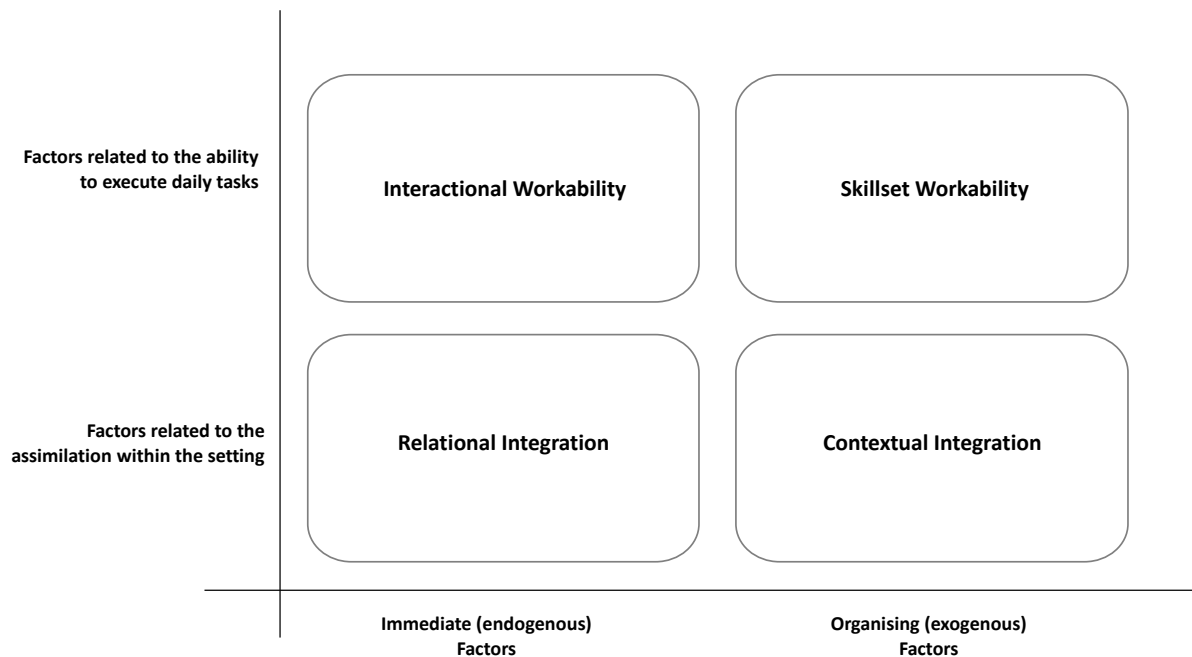 Factors related to the ability
to execute daily tasks
Interactional Workability
Skillset Workability
Factors related to the
assimilation within the setting
Relational Integration
Contextual Integration
Immediate (endogenous)
Factors
Organising (exogenous)
Factors